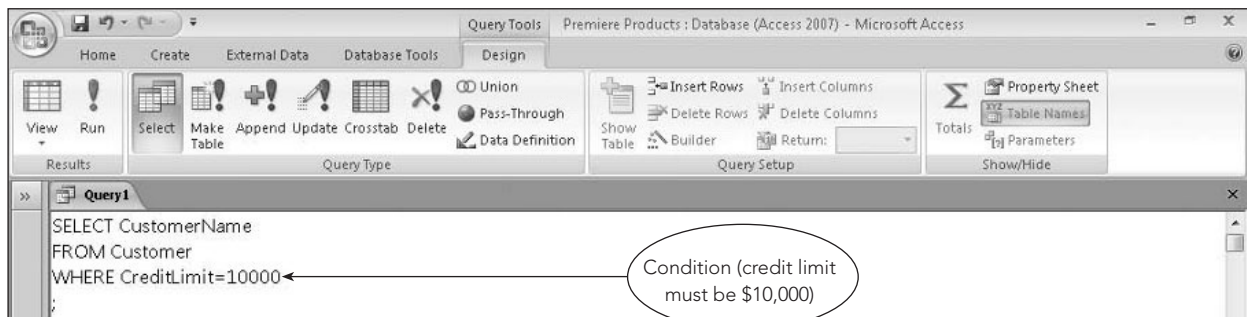 Query Tools
Premiere Products : Database (Access 2007) - Microsoft Access
Home Create External Data Database Tools Design
View
Run
Results
Select
Make Table
Append
Update
Crosstab
Delete
Union
Pass-Through
Data Definition
Query Type
Show Table
Insert Rows
Delete Rows
Builder
Insert Columns
Delete Columns
Return:
Query Setup
Totals
Property Sheet
XYZ
Table Names
Parameters
Show/Hide
Query1
SELECT CustomerName
FROM Customer
WHERE CreditLimit=10000
;
Condition (credit limit
must be $10,000)